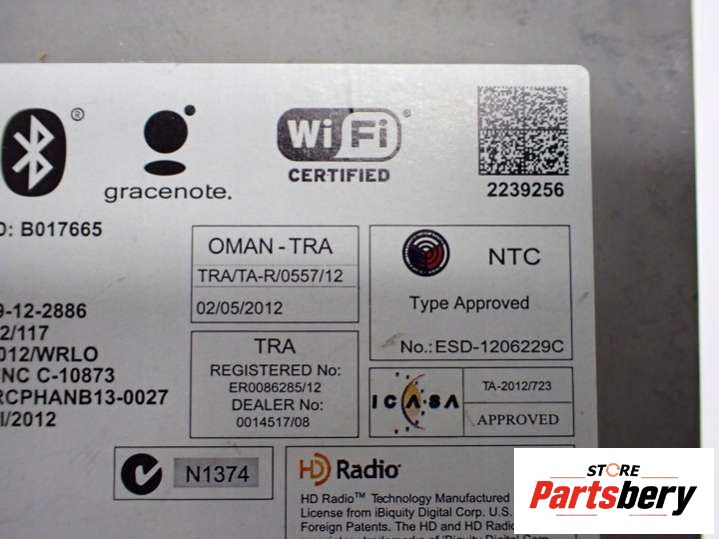 gracenote.
WiFi
CERTIFIED
2239256
D: B017665
OMAN - TRA
TRA/TA-R/0557/12
02/05/2012
NTC
Type Approved
No.: ESD-1206229C
9-12-2886
2/117
012/WRLO
NC C-10873
RCPHANB13-0027
I/2012
TRA
REGISTERED No:
ER0086285/12
DEALER No:
0014517/08
ICASA
TA-2012/723
APPROVED
N1374
HD Radio
HD Radio™ Technology Manufactured
License from iBiquity Digital Corp. U.S.
Foreign Patents. The HD and HD Radio
STORE
Partsbery